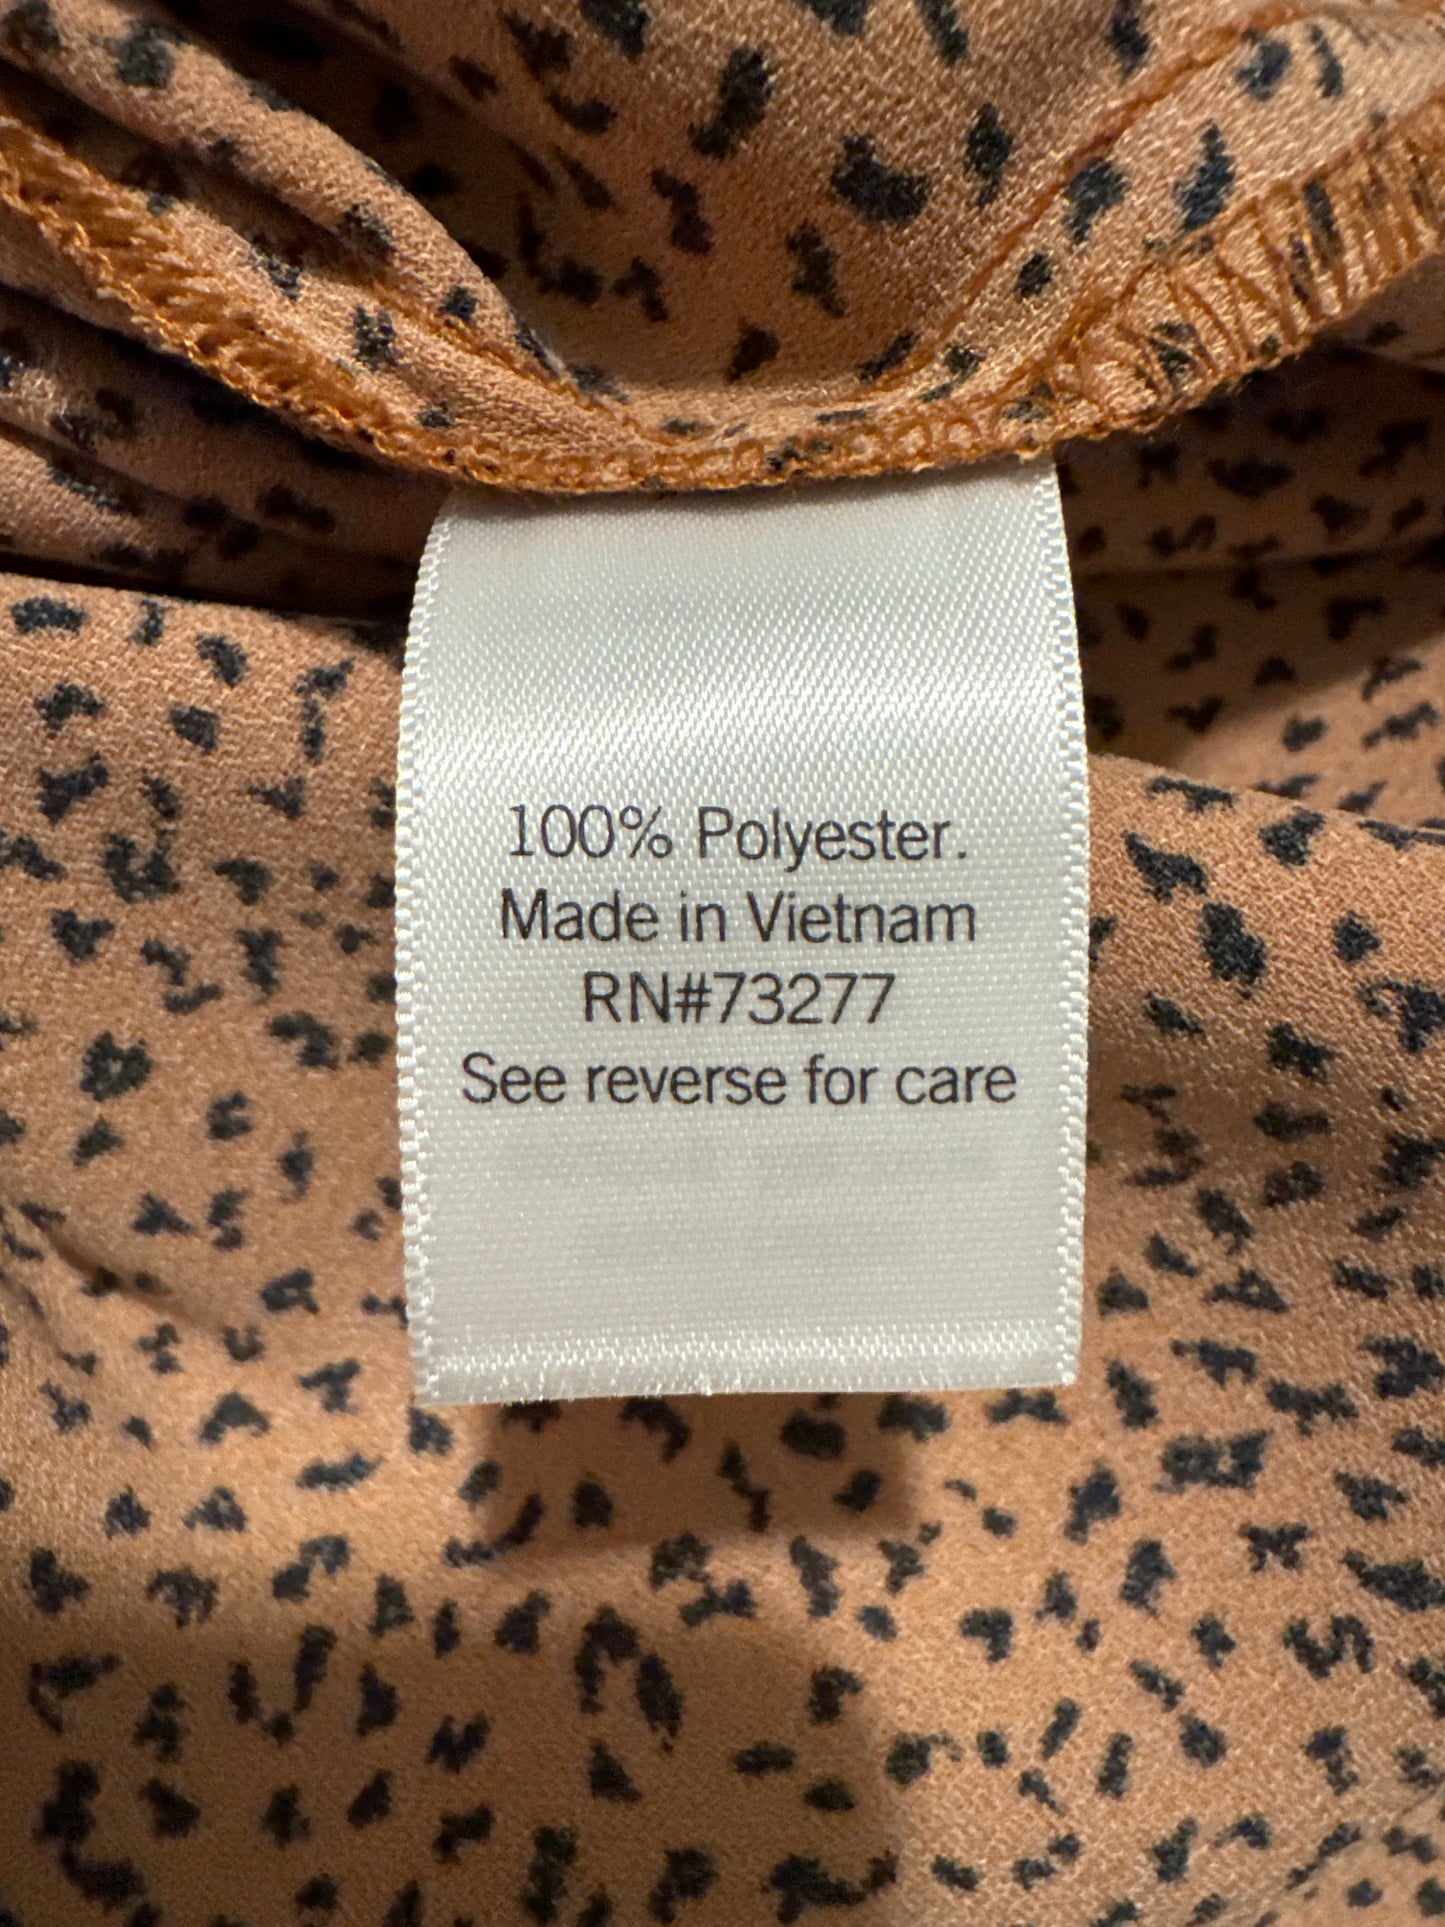 100% Polyester.
Made in Vietnam
RN#73277
See reverse for care